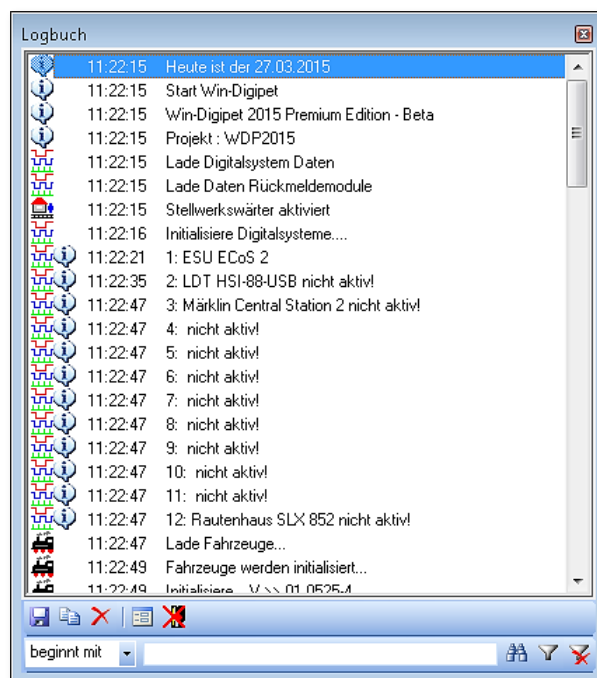 Logbuch
11:22:15 Heute ist der 27.03.2015
11:22:15 Start Win-Digipet
11:22:15 Win-Digipet 2015 Premium Edition - Beta
11:22:15 Projekt : WDP2015
11:22:15 Lade Digitalsystem Daten
11:22:15 Lade Daten Rückmeldemodule
11:22:15 Stellwerkswärter aktiviert
11:22:16 Initialisiere Digitalsysteme....
11:22:21 1: ESU ECoS 2
11:22:35 2: LDT HSI-88-USB nicht aktiv!
11:22:47 3: Märklin Central Station 2 nicht aktiv!
11:22:47 4: nicht aktiv!
11:22:47 5: nicht aktiv!
11:22:47 6: nicht aktiv!
11:22:47 7: nicht aktiv!
11:22:47 8: nicht aktiv!
11:22:47 9: nicht aktiv!
11:22:47 10: nicht aktiv!
11:22:47 11: nicht aktiv!
11:22:47 12: Rautenhaus SLX 852 nicht aktiv!
11:22:47 Lade Fahrzeuge...
11:22:49 Fahrzeuge werden initialisiert...
11:22:49 Initialisiere... V >> 01 0525-4
beginnt mit